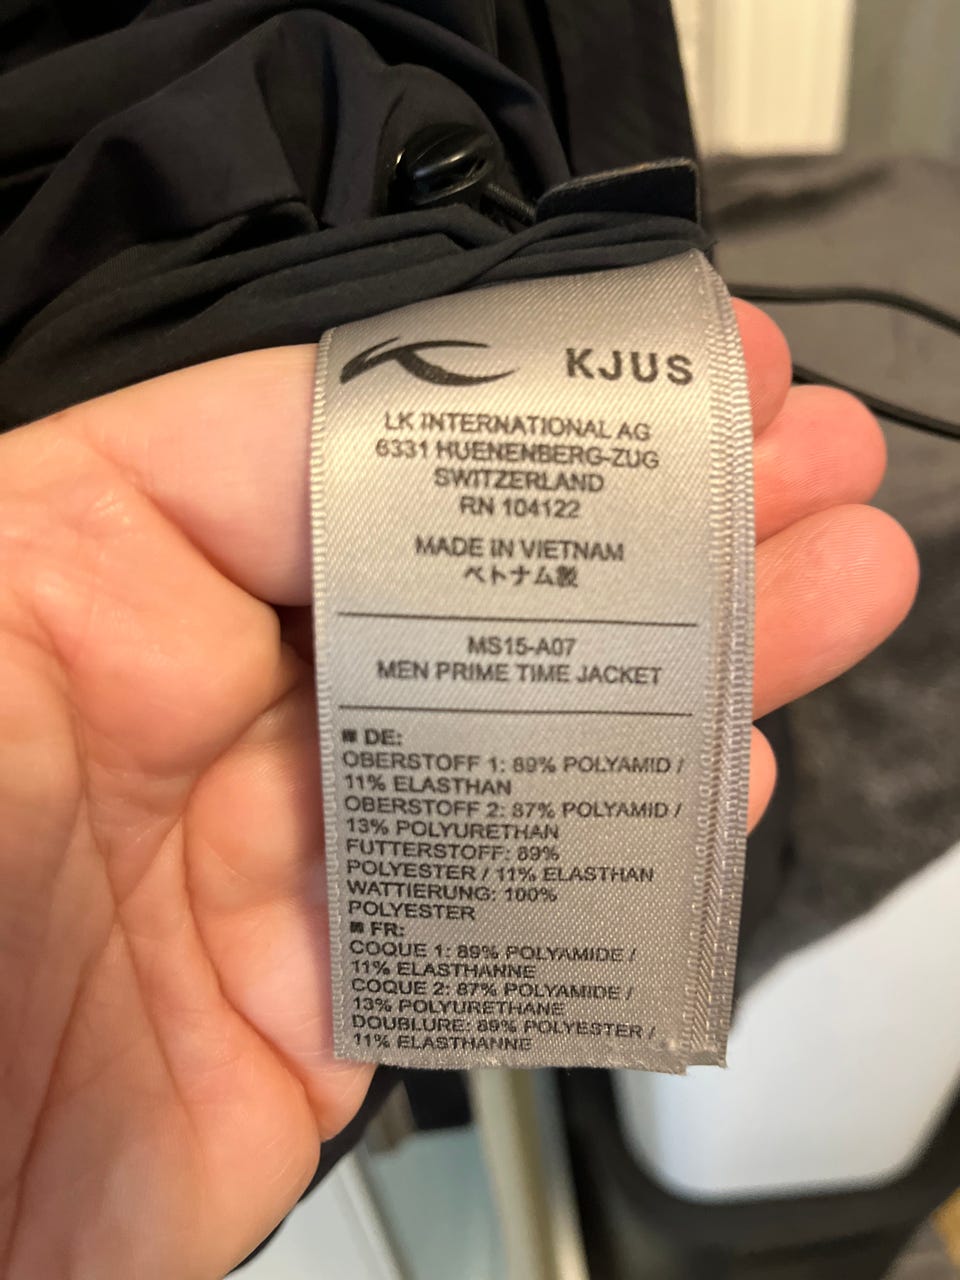 KJUS
LK INTERNATIONAL AG
6331 HUENENBERG-ZUG
SWITZERLAND
RN 104122
MADE IN VIETNAM
ベトナム製
MS15-A07
MEN PRIME TIME JACKET
DE:
OBERSTOFF 1: 89% POLYAMID /
11% ELASTHAN
OBERSTOFF 2: 87% POLYAMID /
13% POLYURETHAN
FUTTERSTOFF: 89%
POLYESTER / 11% ELASTHAN
WATTIERUNG: 100%
POLYESTER
FR:
COQUE 1: 89% POLYAMIDE /
11% ELASTHANNE
COQUE 2: 87% POLYAMIDE /
13% POLYURETHANE
DOUBLURE: 89% POLYESTER /
11% ELASTHANNE